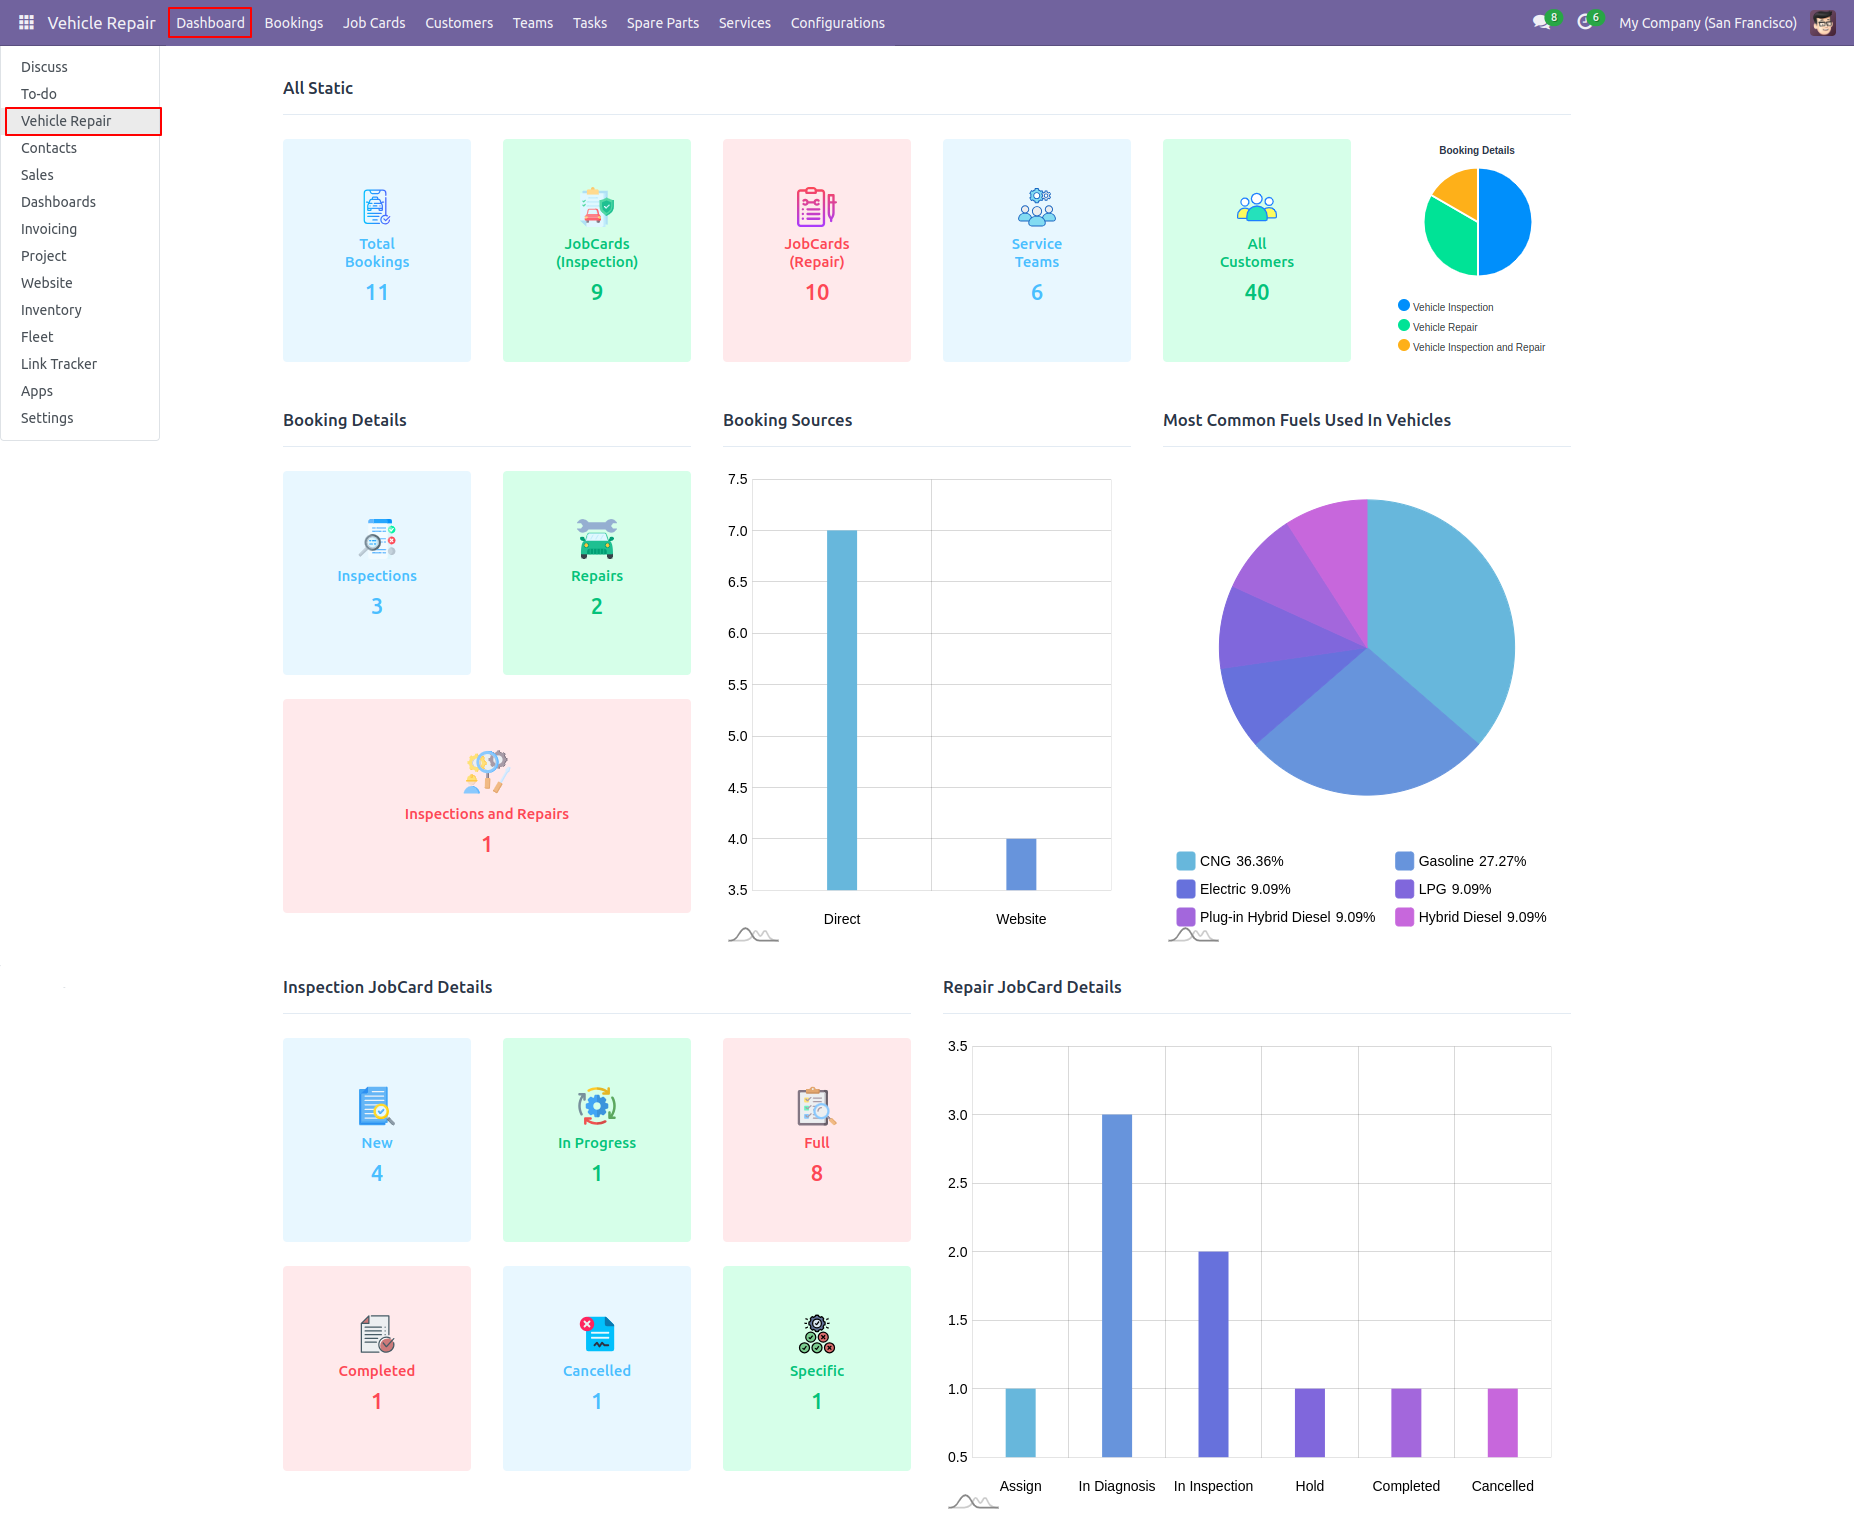 Vehicle Repair Dashboard Bookings Job Cards Customers Teams Tasks Spare Parts Services Configurations 8 6 My Company (San Francisco)
Discuss
To-do
Vehicle Repair
Contacts
Sales
Dashboards
Invoicing
Project
Website
Inventory
Fleet
Link Tracker
Apps
Settings
All Static
Total
Bookings
11
JobCards
(Inspection)
9
JobCards
(Repair)
10
Service
Teams
6
All
Customers
40
Booking Details
Vehicle Inspection
Vehicle Repair
Vehicle Inspection and Repair
Booking Details
Inspections
3
Repairs
2
Inspections and Repairs
1
Booking Sources
7.5
7.0
6.5
6.0
5.5
5.0
4.5
4.0
3.5
Direct Website
Most Common Fuels Used In Vehicles
CNG 36.36% Gasoline 27.27%
Electric 9.09% LPG 9.09%
Plug-in Hybrid Diesel 9.09% Hybrid Diesel 9.09%
Inspection JobCard Details
New
4
In Progress
1
Full
8
Completed
1
Cancelled
1
Specific
1
Repair JobCard Details
3.5
3.0
2.5
2.0
1.5
1.0
0.5
Assign In Diagnosis In Inspection Hold Completed Cancelled